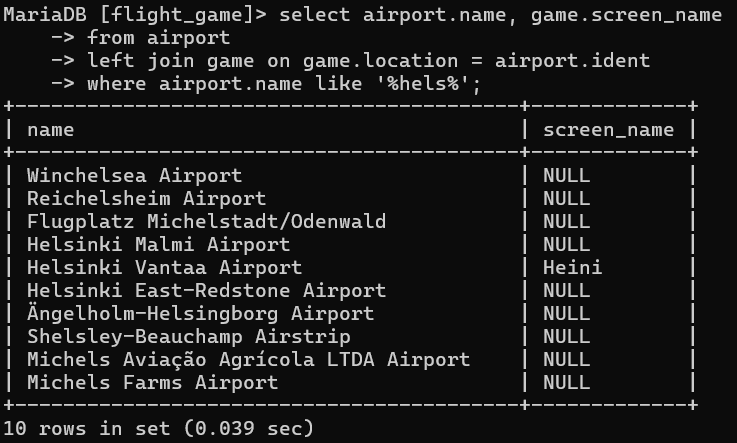 MariaDB [flight_game]> select airport.name, game.screen_name
    -> from airport
    -> left join game on game.location = airport.ident
    -> where airport.name like '%hels%';
+-----------------------------------------+-------------+
| name                                    | screen_name |
+-----------------------------------------+-------------+
| Winchelsea Airport                      | NULL        |
| Reichelsheim Airport                    | NULL        |
| Flugplatz Michelstadt/Odenwald          | NULL        |
| Helsinki Malmi Airport                  | NULL        |
| Helsinki Vantaa Airport                 | Heini       |
| Helsinki East-Redstone Airport          | NULL        |
| Ängelholm-Helsingborg Airport           | NULL        |
| Shelsley-Beauchamp Airstrip             | NULL        |
| Michels Aviação Agrícola LTDA Airport   | NULL        |
| Michels Farms Airport                   | NULL        |
+-----------------------------------------+-------------+
10 rows in set (0.039 sec)